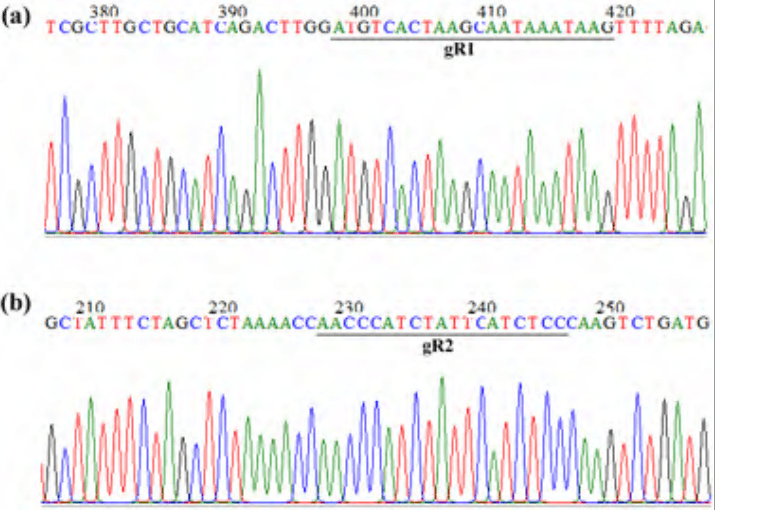 (a)
380 390 400 410 420
TCGCTTGCTGCATCAGACTTGGATGTCACTAAGCAATAAATAAGTTTTAGA
gR1
(b)
210 220 230 240 250
GCTATTTCTAGCTCTAAAACCAACCCATCTATTCATCTCCCAAGTCTGATG
gR2